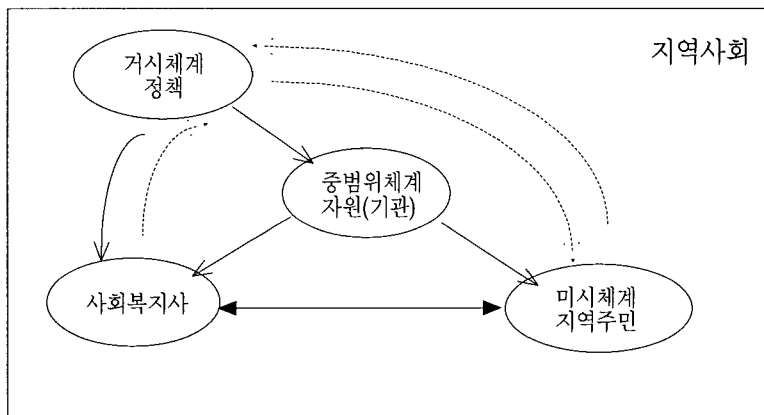 지역사회
거시체계
정책
중범위체계
자원(기관)
사회복지사
미시체계
지역주민